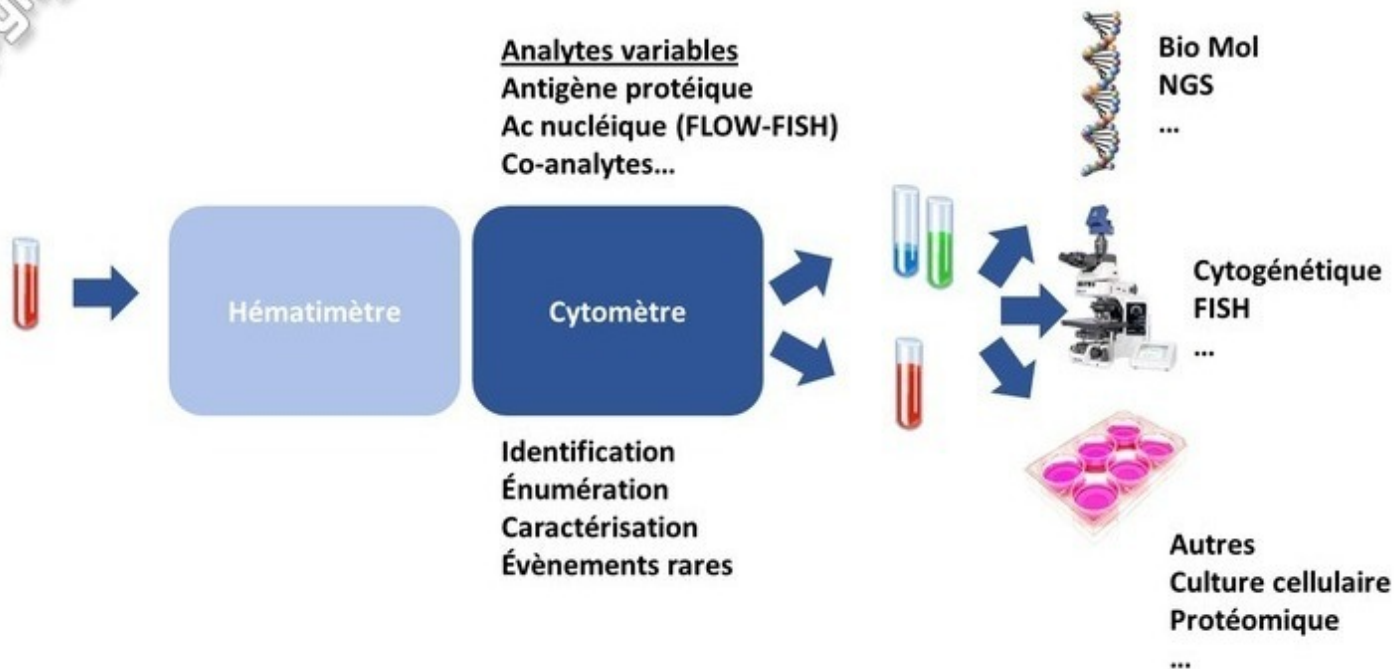 Analytes variables
Antigène protéique
Ac nucléique (FLOW-FISH)
Co-analytes...
Bio Mol
NGS
...
Hématimètre
Cytomètre
Cytogénétique
FISH
...
Identification
Énumération
Caractérisation
Évènements rares
Autres
Culture cellulaire
Protéomique
...